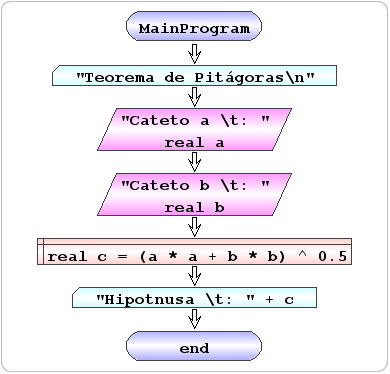 MainProgram
"Teorema de Pitágoras\n"
"Cateto a \t: "
real a
"Cateto b \t: "
real b
real c = (a * a + b * b) ^ 0.5
"Hipotnusa \t: " + c
end